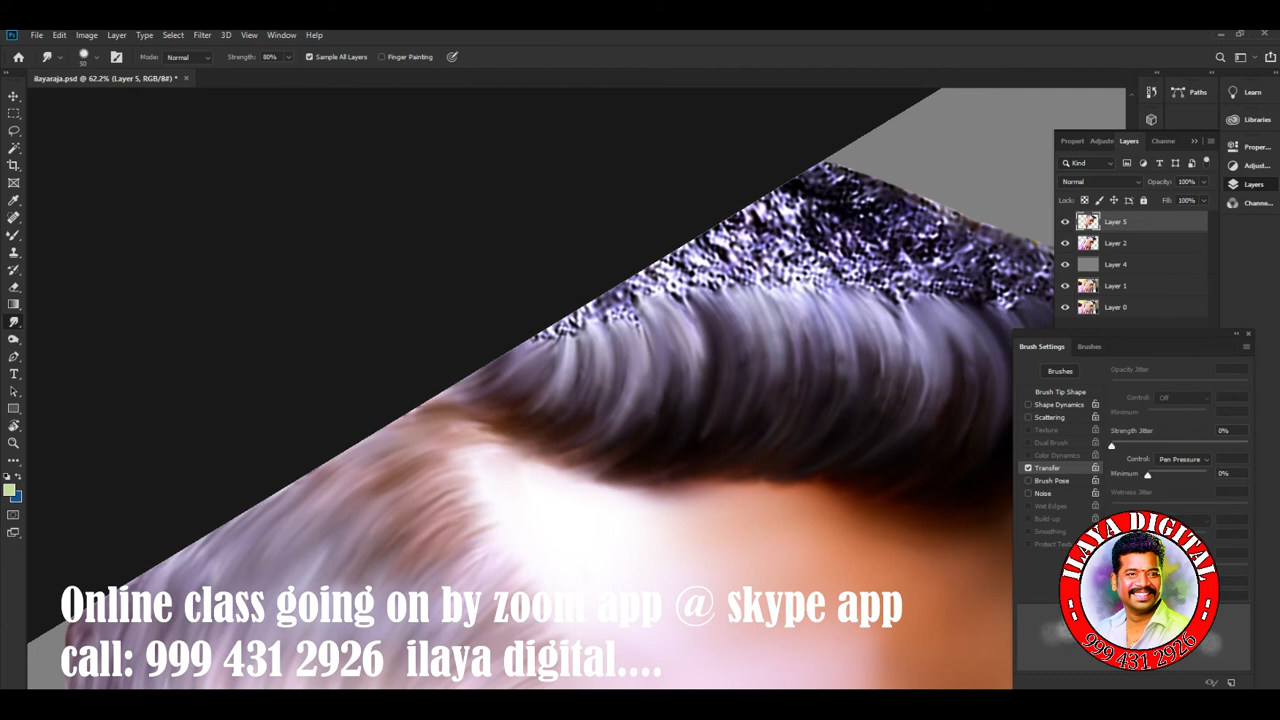 Ps File Edit Image Layer Type Select Filter 3D View Window Help
50 Mode: Normal Strength: 80% Sample All Layers Finger Painting
ilayaraja.psd @ 62.2% (Layer 5, RGB/8#) * ×
Paths
Learn
Libraries
Proper...
Adjust...
Layers
Channe...
Propert Adjustm Layers Channe
Kind
Normal Opacity: 100%
Lock: Fill: 100%
Layer 5
Layer 2
Layer 4
Layer 1
Layer 0
Brush Settings Brushes
Brushes
Brush Tip Shape
Shape Dynamics
Scattering
Texture
Dual Brush
Color Dynamics
Transfer
Brush Pose
Noise
Wet Edges
Build-up
Smoothing
Protect Textu
Opacity Jitter
Control: Off
Minimum
Strength Jitter 0%
Control: Pen Pressure
Minimum 0%
Wetness Jitter
ILAYA DIGITAL
999 431 2926
Online class going on by zoom app @ skype app
call: 999 431 2926 ilaya digital....